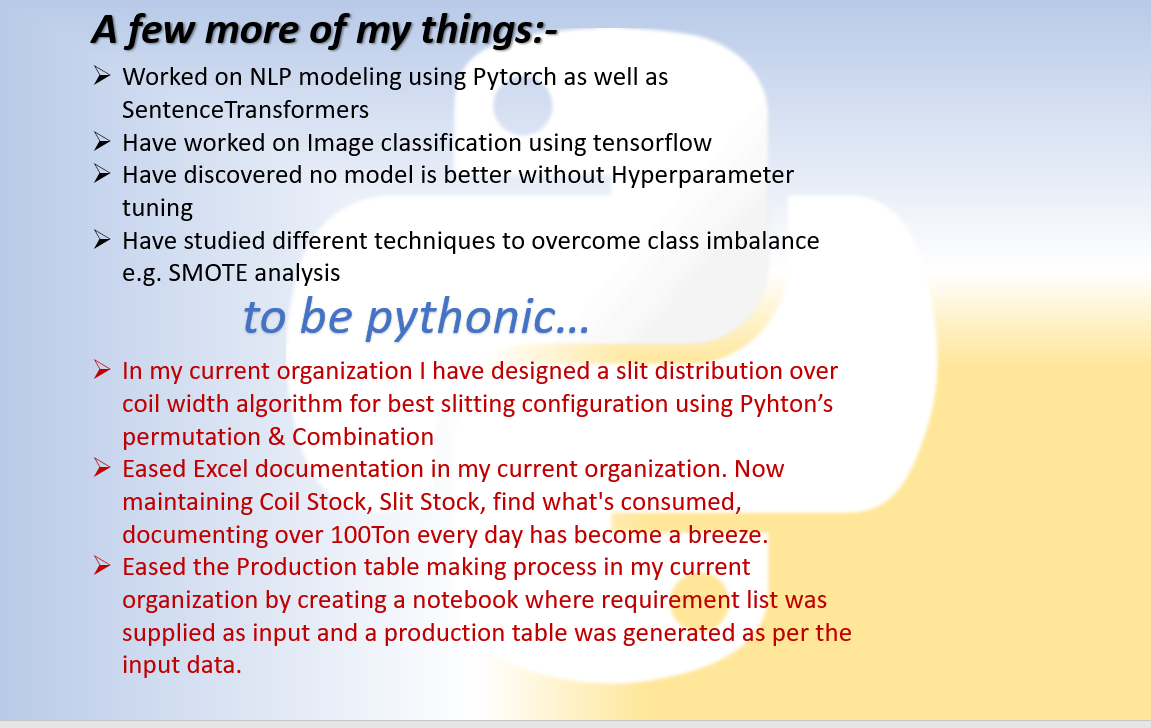 A few more of my things:-
➢ Worked on NLP modeling using Pytorch as well as
SentenceTransformers
➢ Have worked on Image classification using tensorflow
➢ Have discovered no model is better without Hyperparameter
tuning
➢ Have studied different techniques to overcome class imbalance
e.g. SMOTE analysis
to be pythonic...
➢ In my current organization I have designed a slit distribution over
coil width algorithm for best slitting configuration using Pyhton’s
permutation & Combination
➢ Eased Excel documentation in my current organization. Now
maintaining Coil Stock, Slit Stock, find what's consumed,
documenting over 100Ton every day has become a breeze.
➢ Eased the Production table making process in my current
organization by creating a notebook where requirement list was
supplied as input and a production table was generated as per the
input data.